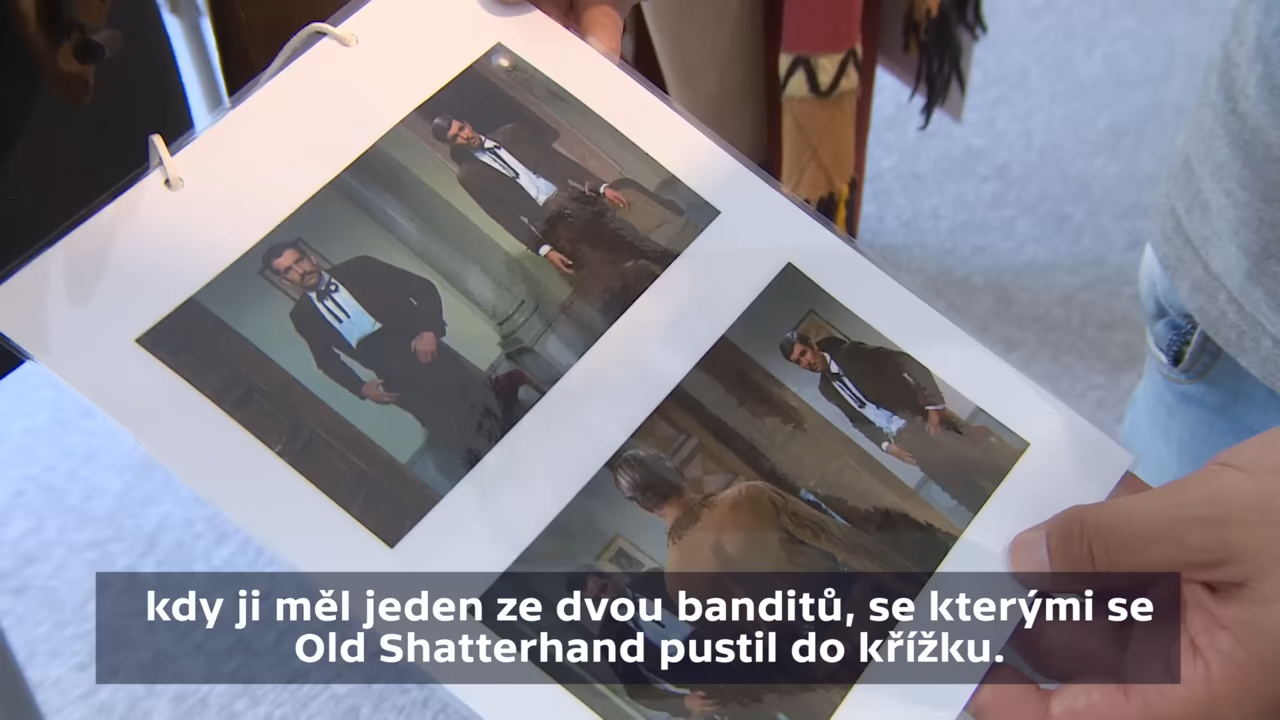 kdy ji měl jeden ze dvou banditů, se kterými se
Old Shatterhand pustil do křížku.